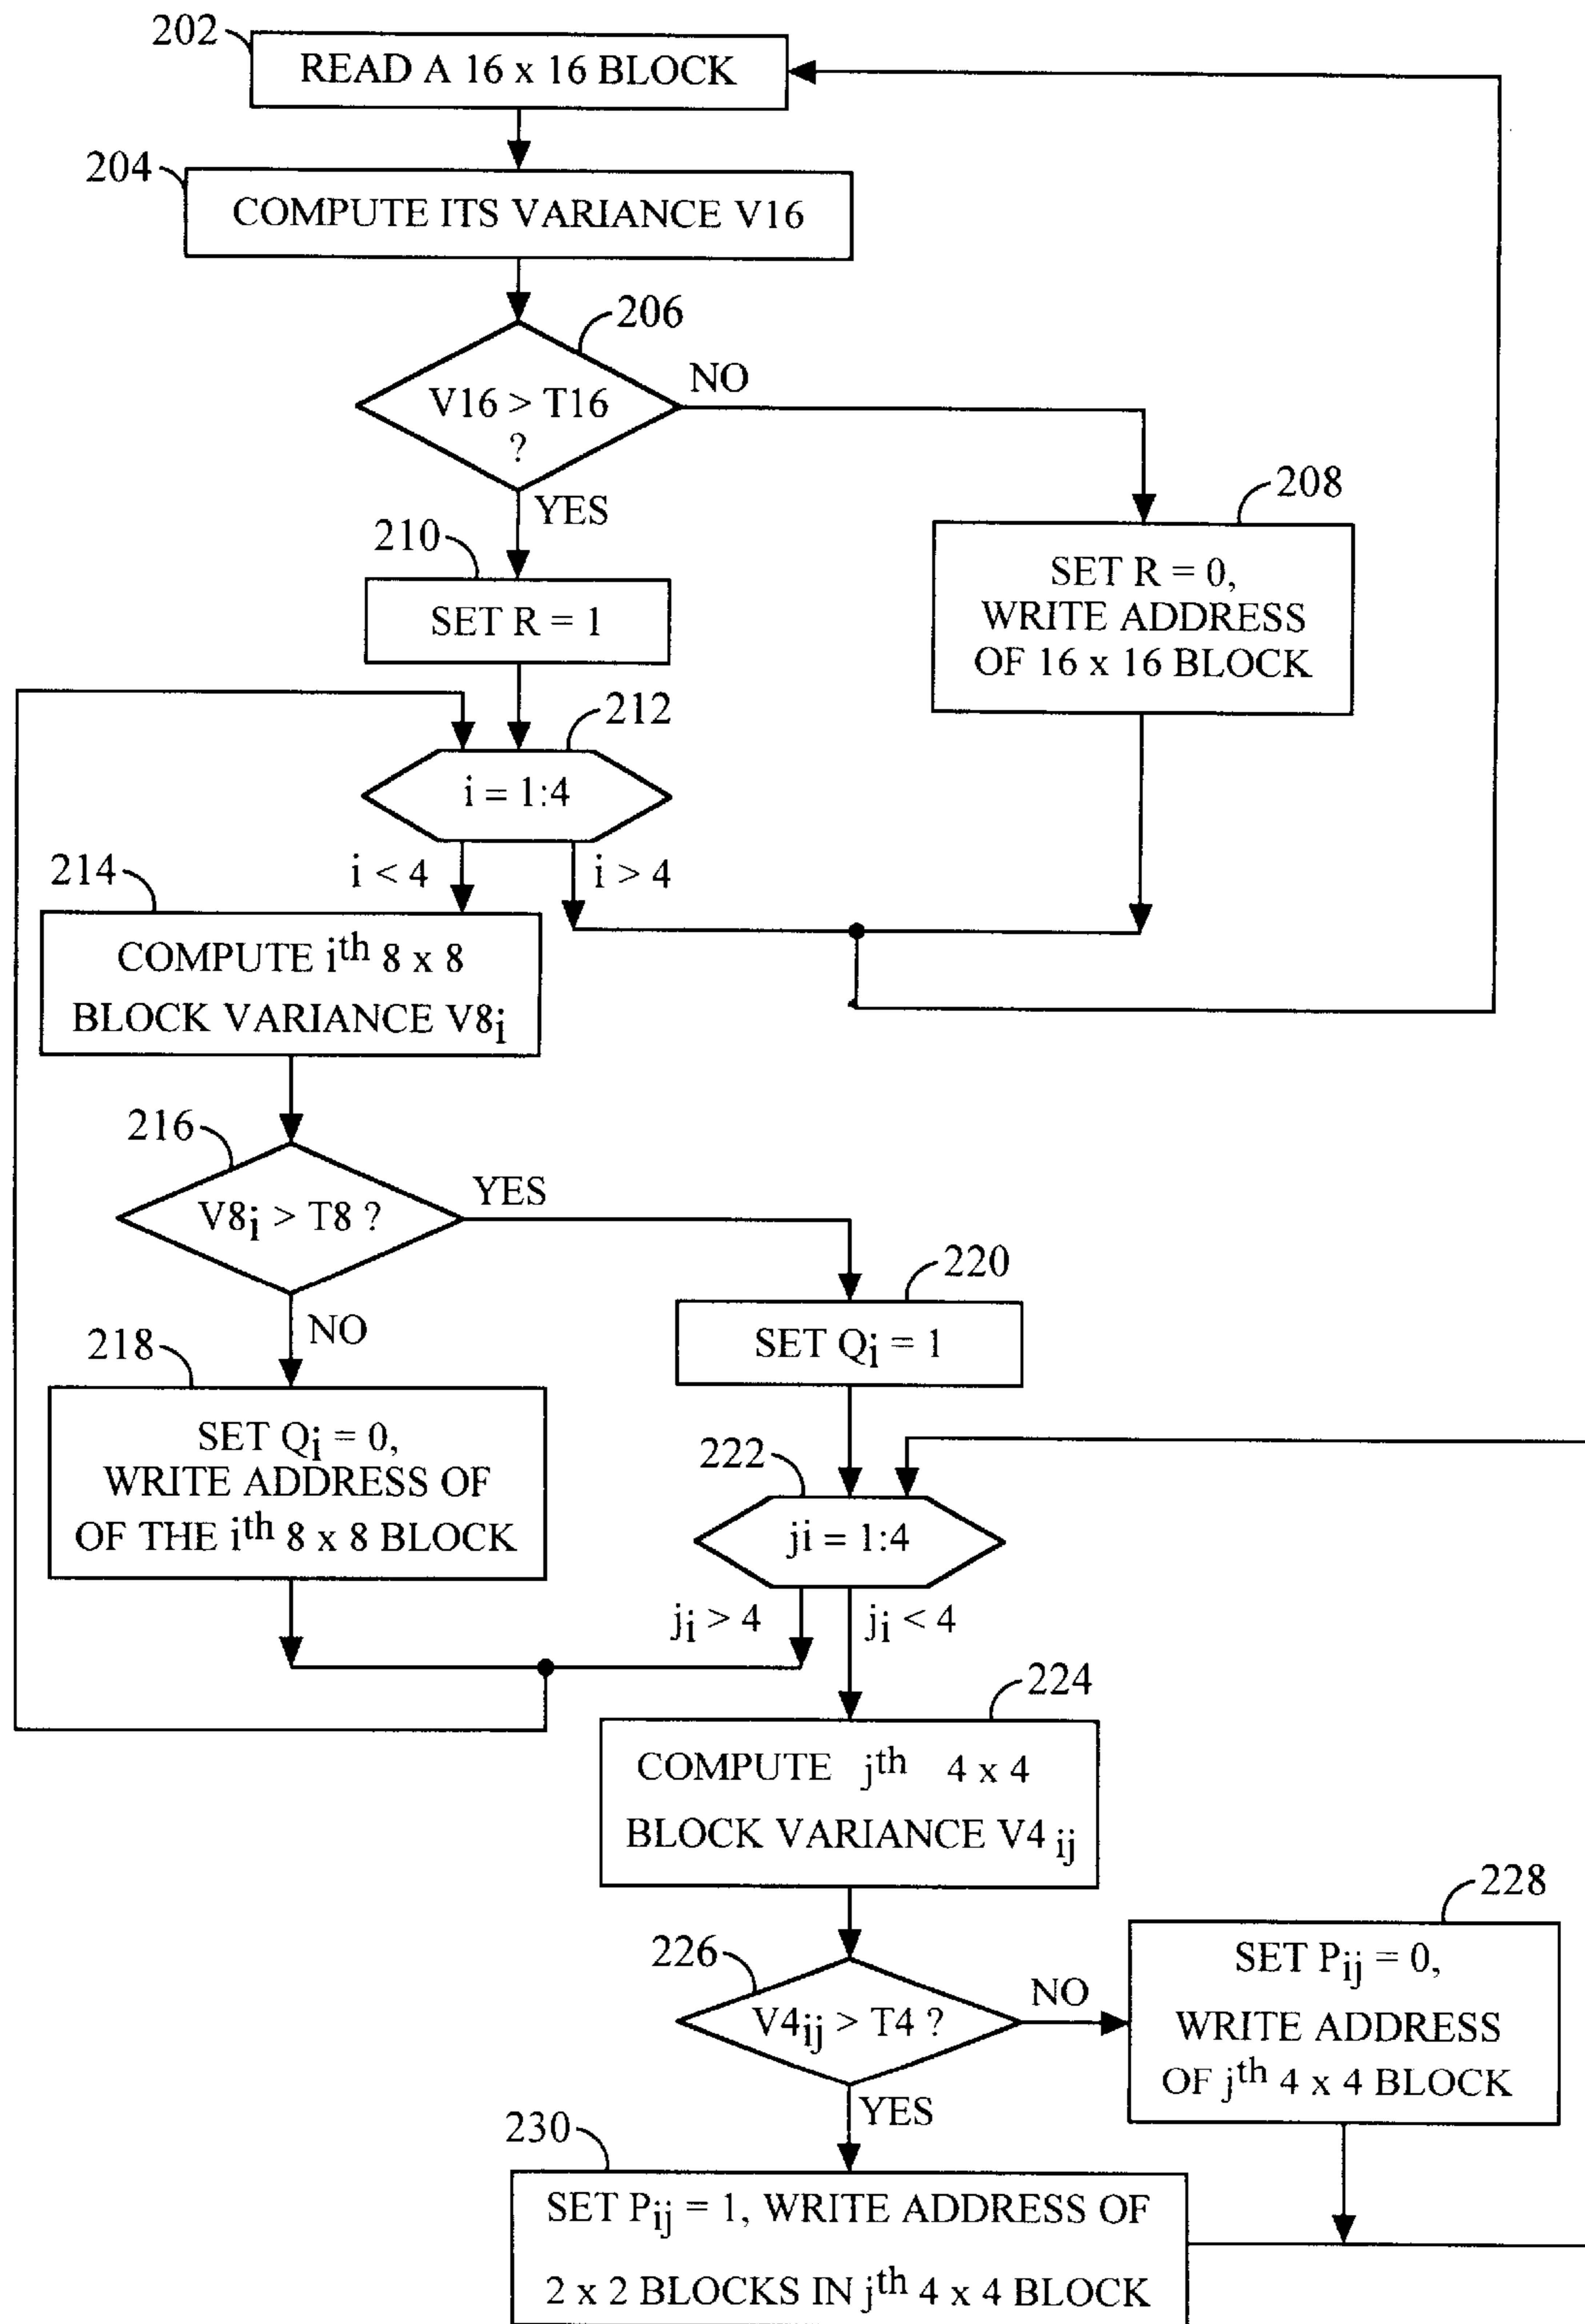 202
READ A 16 x 16 BLOCK
204
COMPUTE ITS VARIANCE V16
206
V16 > T16
?
NO
YES
208
SET R = 0,
WRITE ADDRESS
OF 16 x 16 BLOCK
210
SET R = 1
212
i = 1:4
i < 4
i > 4
214
COMPUTE ith 8 x 8
BLOCK VARIANCE V8i
216
V8i > T8 ?
YES
NO
218
SET Qi = 0,
WRITE ADDRESS OF
OF THE ith 8 x 8 BLOCK
220
SET Qi = 1
222
ji = 1:4
ji > 4
ji < 4
224
COMPUTE jth 4 x 4
BLOCK VARIANCE V4 ij
226
V4ij > T4 ?
NO
YES
228
SET Pij = 0,
WRITE ADDRESS
OF jth 4 x 4 BLOCK
230
SET Pij = 1, WRITE ADDRESS OF
2 x 2 BLOCKS IN jth 4 x 4 BLOCK